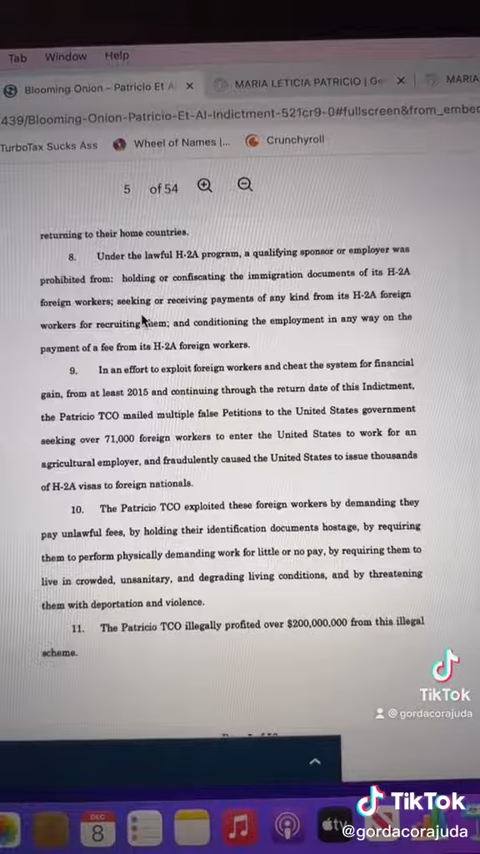 Tab Window Help
Blooming Onion – Patricio Et A × MARIA LETICIA PATRICIO | Ge × MARIA
439/Blooming-Onion-Patricio-Et-Al-Indictment-521cr9-0#fullscreen&from_embed
TurboTax Sucks Ass Wheel of Names |... Crunchyroll
5 of 54
returning to their home countries.
8. Under the lawful H-2A program, a qualifying sponsor or employer was
prohibited from: holding or confiscating the immigration documents of its H-2A
foreign workers; seeking or receiving payments of any kind from its H-2A foreign
workers for recruiting them; and conditioning the employment in any way on the
payment of a fee from its H-2A foreign workers.
9. In an effort to exploit foreign workers and cheat the system for financial
gain, from at least 2015 and continuing through the return date of this Indictment,
the Patricio TCO mailed multiple false Petitions to the United States government
seeking over 71,000 foreign workers to enter the United States to work for an
agricultural employer, and fraudulently caused the United States to issue thousands
of H-2A visas to foreign nationals.
10. The Patricio TCO exploited these foreign workers by demanding they
pay unlawful fees, by holding their identification documents hostage, by requiring
them to perform physically demanding work for little or no pay, by requiring them to
live in crowded, unsanitary, and degrading living conditions, and by threatening
them with deportation and violence.
11. The Patricio TCO illegally profited over $200,000,000 from this illegal
scheme.
TikTok
@gordacorajuda
DEC
8
tv
TikTok
@gordacorajuda